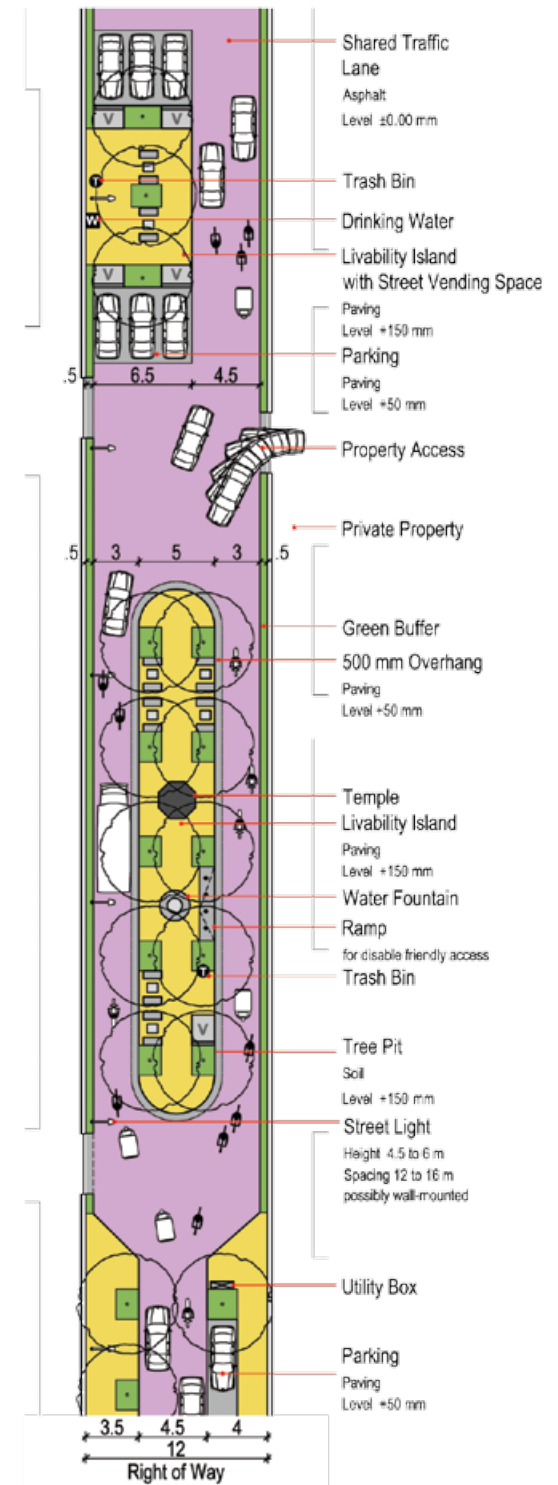 Shared Traffic
Lane
Asphalt
Level ±0.00 mm
V
V
T
Trash Bin
W
Drinking Water
Livability Island
with Street Vending Space
V
V
Paving
Level +150 mm
Parking
.5
6.5
4.5
Paving
Level +50 mm
Property Access
Private Property
.5
3
5
3
.5
Green Buffer
500 mm Overhang
Paving
Level +50 mm
Temple
Livability Island
Paving
Level +150 mm
Water Fountain
Ramp
for disable friendly access
T
Trash Bin
V
Tree Pit
Soil
Level +150 mm
Street Light
Height 4.5 to 6 m
Spacing 12 to 16 m
possibly wall-mounted
Utility Box
Parking
Paving
Level +50 mm
3.5
4.5
4
12
Right of Way